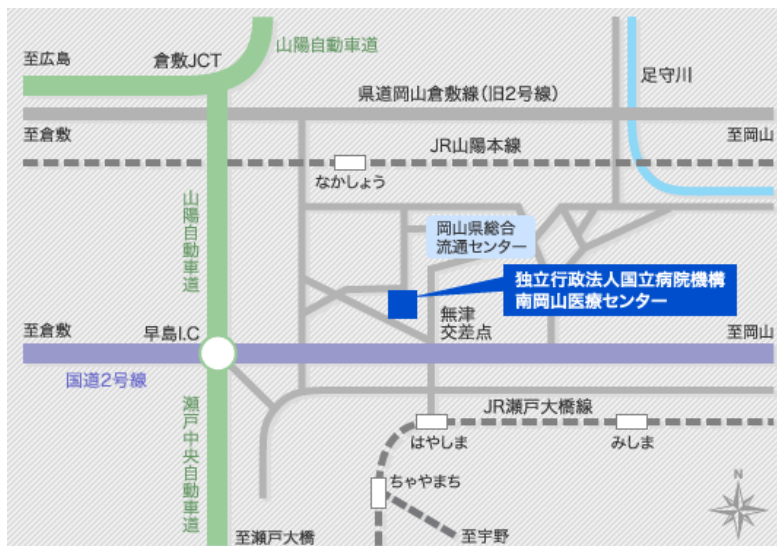 山陽自動車道
至広島
倉敷JCT
足守川
県道岡山倉敷線(旧2号線)
至倉敷
JR山陽本線
至岡山
なかしょう
山陽自動車道
岡山県総合
流通センター
独立行政法人国立病院機構
南岡山医療センター
無津
交差点
至倉敷
早島I.C
至岡山
国道2号線
瀬戸中央自動車道
JR瀬戸大橋線
はやしま
みしま
ちゃやまち
N
至瀬戸大橋
至宇野